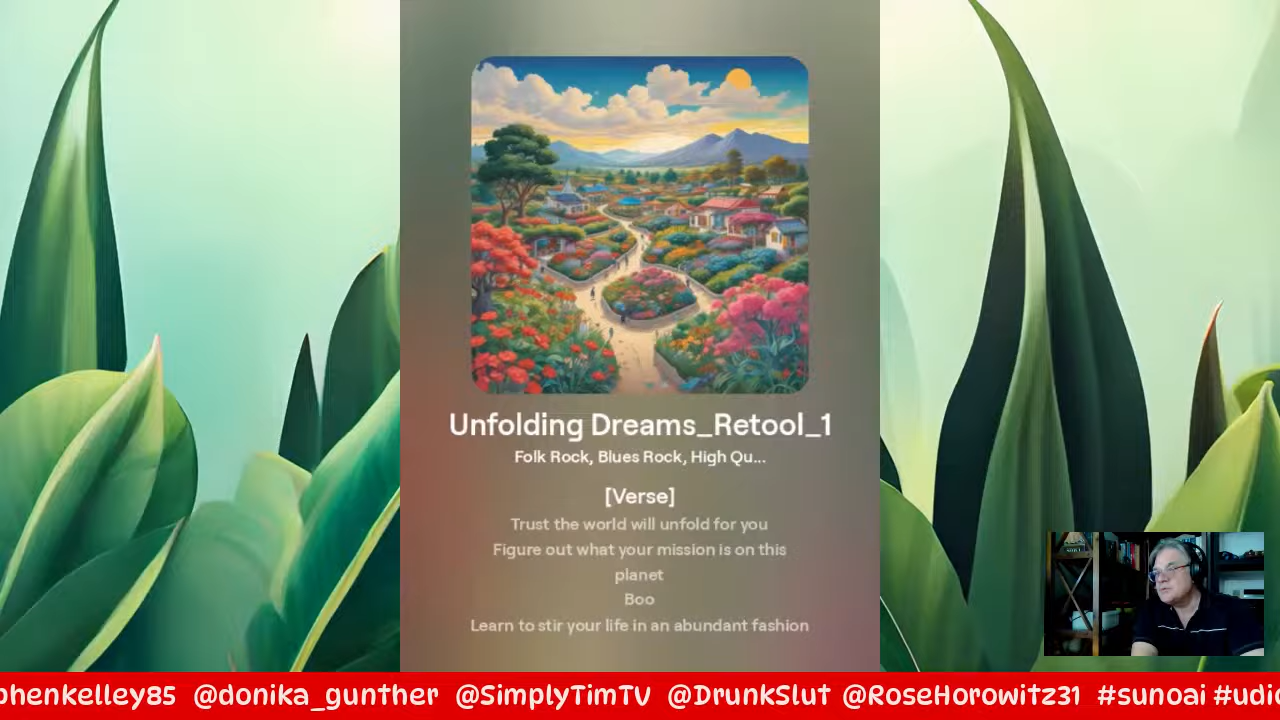 Unfolding Dreams_Retool_1
Folk Rock, Blues Rock, High Qu...
[Verse]
Trust the world will unfold for you
Figure out what your mission is on this
planet
Boo
Learn to stir your life in an abundant fashion
phenkelley85 @donika_gunther @SimplyTimTV @DrunkSlut @RoseHorowitz31 #sunoai #udio